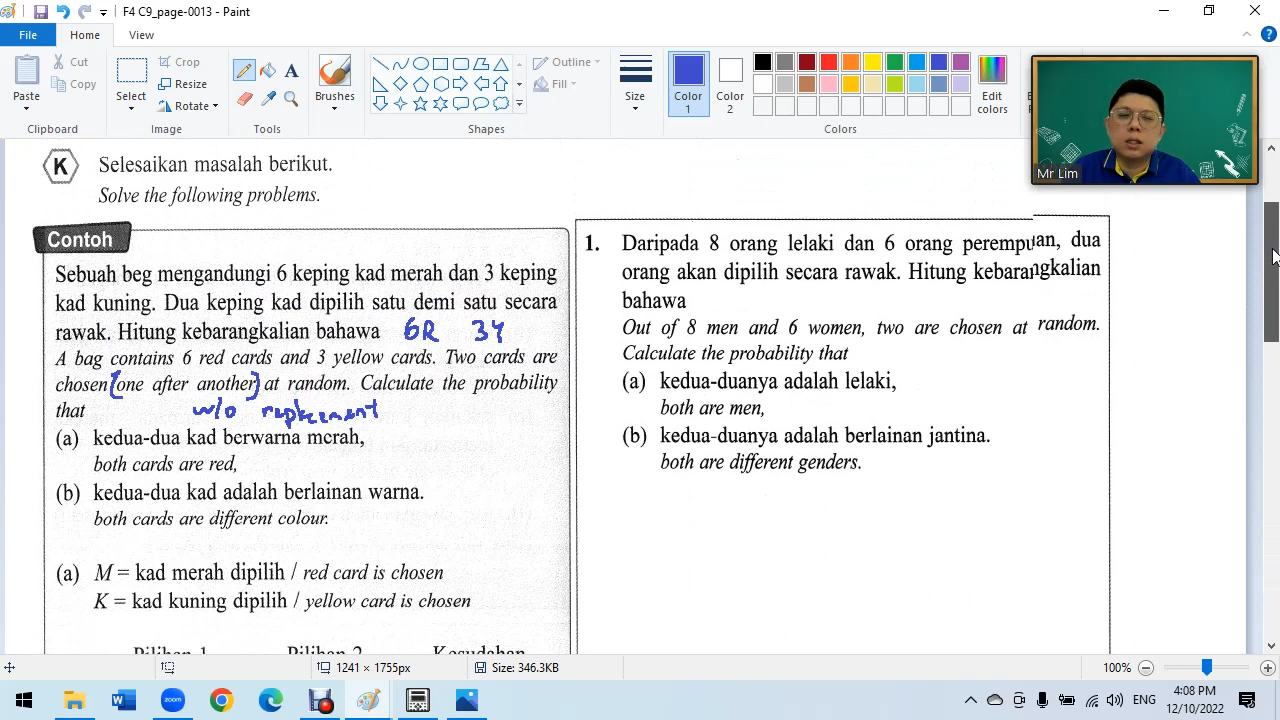 F4 C9_page-0013 - Paint
File
Home
View
Paste
Cut
Copy
Clipboard
Select
Crop
Resize
Rotate
Image
A
Tools
Brushes
Shapes
Outline
Fill
Size
Color 1
Color 2
Edit colors
Colors
Mr Lim
K Selesaikan masalah berikut.
Solve the following problems.
Contoh
Sebuah beg mengandungi 6 keping kad merah dan 3 keping
kad kuning. Dua keping kad dipilih satu demi satu secara
rawak. Hitung kebarangkalian bahawa 6R 3Y
A bag contains 6 red cards and 3 yellow cards. Two cards are
chosen (one after another) at random. Calculate the probability
that w/o replacement
(a) kedua-dua kad berwarna merah,
both cards are red,
(b) kedua-dua kad adalah berlainan warna.
both cards are different colour.
(a) M = kad merah dipilih / red card is chosen
K = kad kuning dipilih / yellow card is chosen
Pilihan 1 Pilihan 2 Kesudahan
1. Daripada 8 orang lelaki dan 6 orang perempuan, dua
orang akan dipilih secara rawak. Hitung kebarangkalian
bahawa
Out of 8 men and 6 women, two are chosen at random.
Calculate the probability that
(a) kedua-duanya adalah lelaki,
both are men,
(b) kedua-duanya adalah berlainan jantina.
both are different genders.
1241 × 1755px
Size: 346.3KB
100%
W
zoom
ENG
4:08 PM
12/10/2022